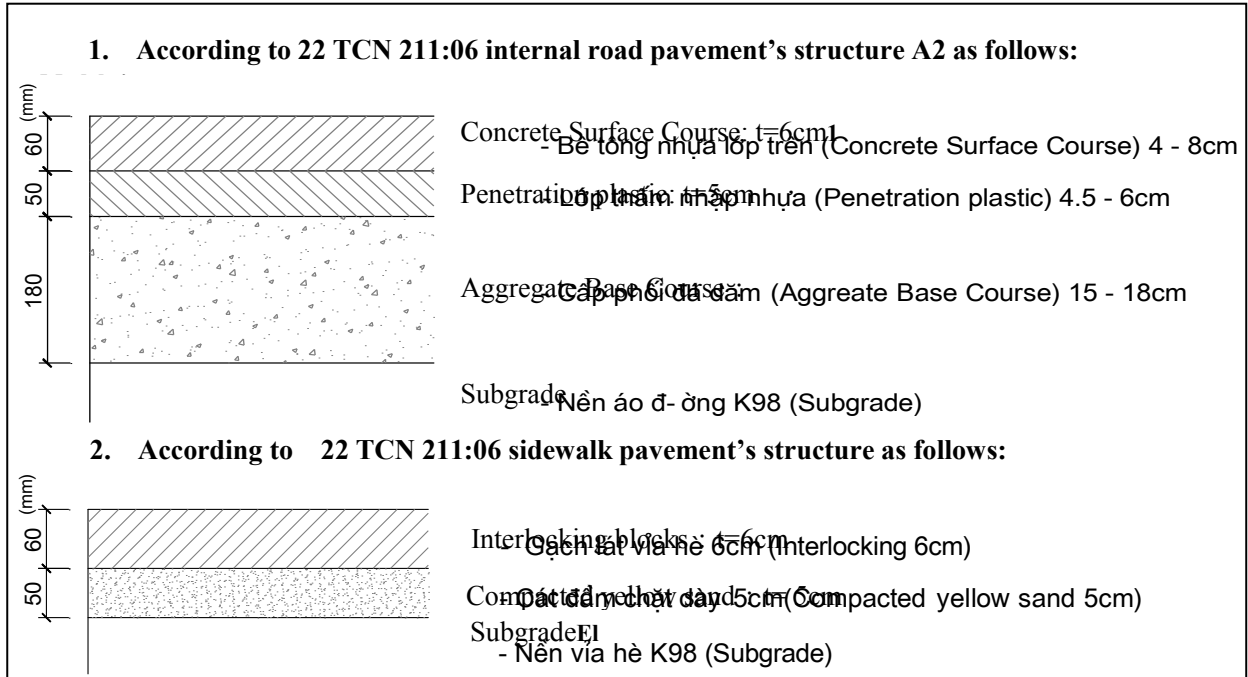 1. According to 22 TCN 211:06 internal road pavement's structure A2 as follows:
(mm)
60
50
180
Concrete Surface Course: t=6cm
- Bê tông nhựa lớp trên (Concrete Surface Course) 4 - 8cm
Penetration plastic: t=5cm
- Lớp thấm nhập nhựa (Penetration plastic) 4.5 - 6cm
Aggregate Base Course:
- Cấp phối đá dăm (Aggreate Base Course) 15 - 18cm
Subgrade
- Nền áo đ- ờng K98 (Subgrade)
2. According to 22 TCN 211:06 sidewalk pavement's structure as follows:
(mm)
60
50
Interlocking blocks : t=6cm
- Gạch lát vỉa hè 6cm (Interlocking 6cm)
Compacted yellow sand : t=5cm
- Cát đầm chặt dày 5cm (Compacted yellow sand 5cm)
Subgrade
- Nền vỉa hè K98 (Subgrade)